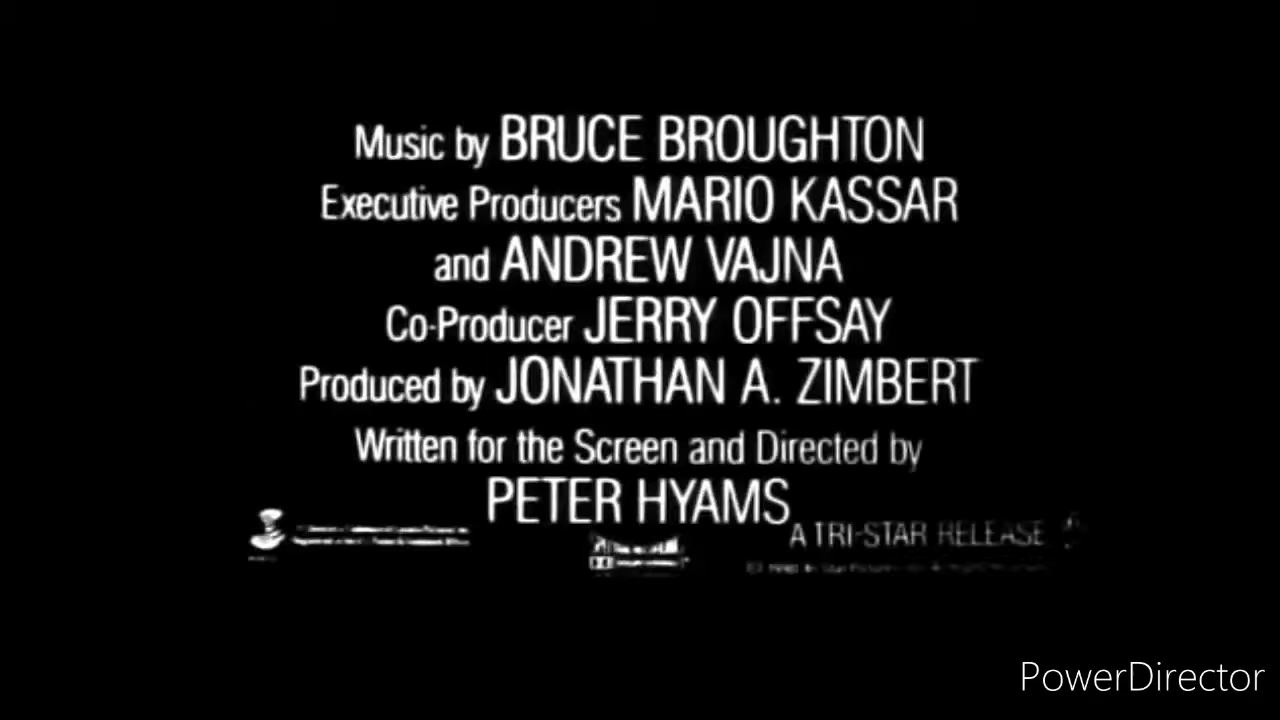 Music by BRUCE BROUGHTON
Executive Producers MARIO KASSAR
and ANDREW VAJNA
Co-Producer JERRY OFFSAY
Produced by JONATHAN A. ZIMBERT
Written for the Screen and Directed by
PETER HYAMS
A TRI-STAR RELEASE
PowerDirector